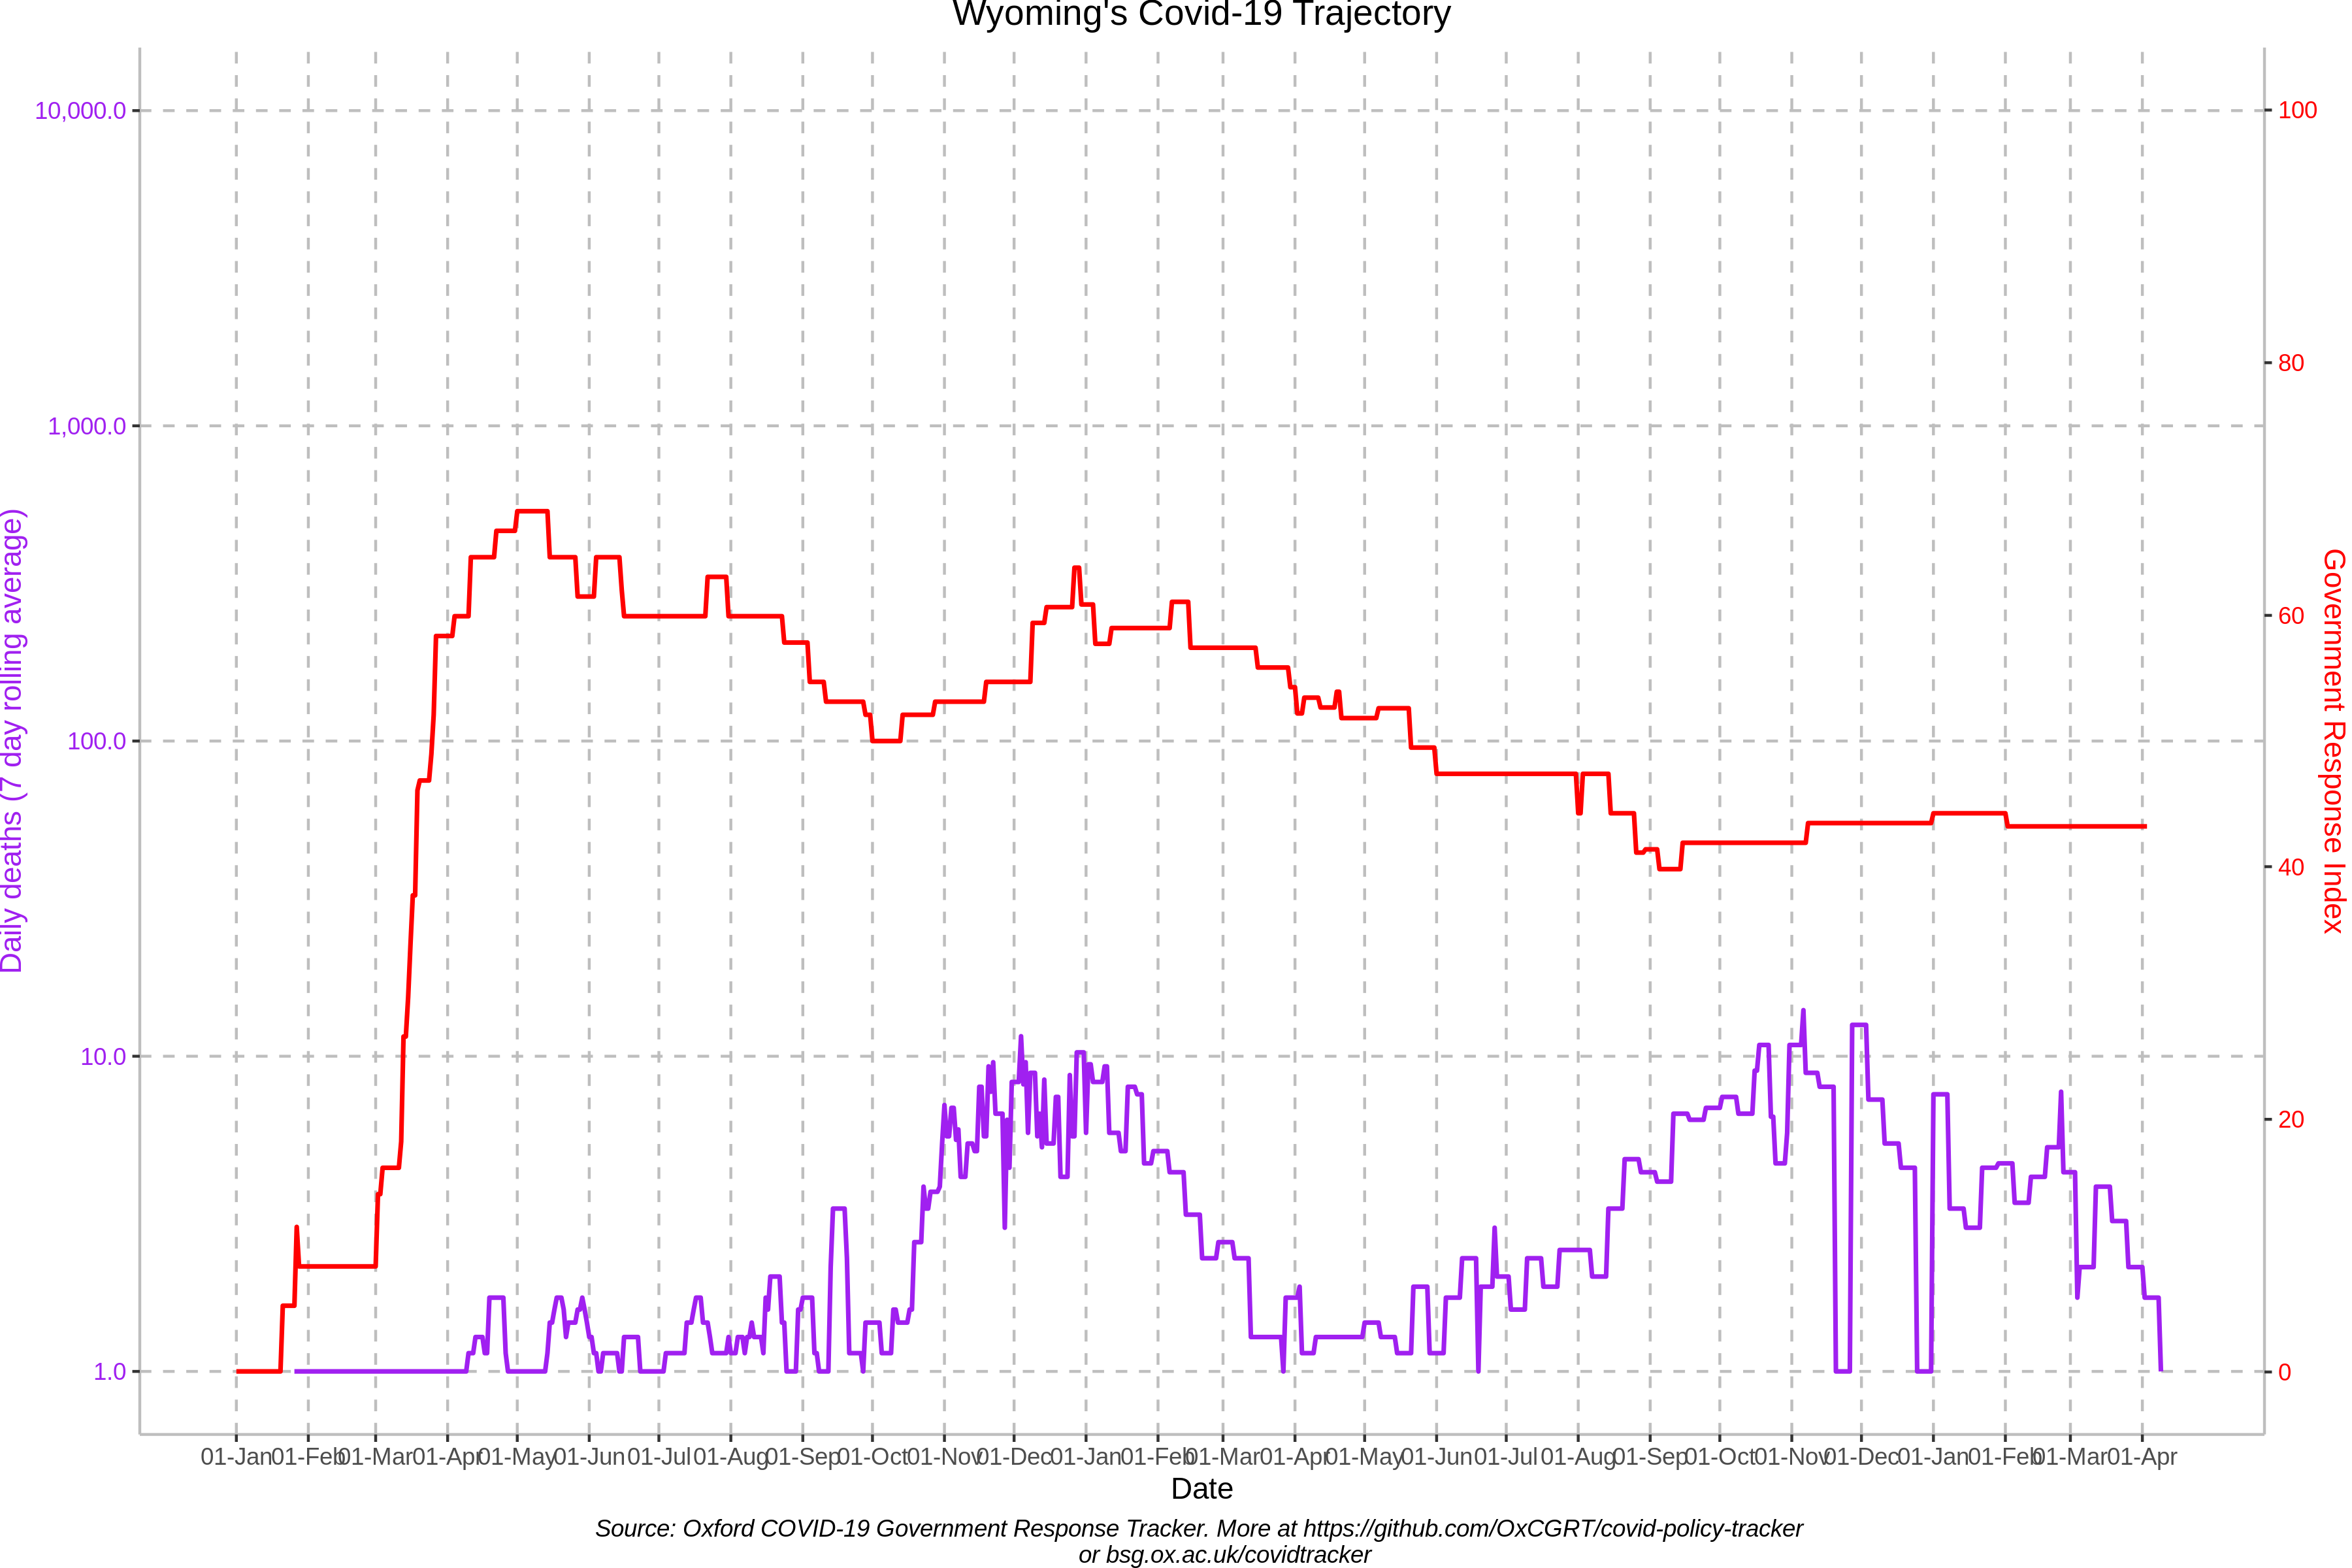 Wyoming's Covid-19 Trajectory
10,000.0
1,000.0
100.0
10.0
1.0
Daily deaths (7 day rolling average)
100
80
60
40
20
0
Government Response Index
01-Jan 01-Feb 01-Mar 01-Apr 01-May 01-Jun 01-Jul 01-Aug 01-Sep 01-Oct 01-Nov 01-Dec 01-Jan 01-Feb 01-Mar 01-Apr 01-May 01-Jun 01-Jul 01-Aug 01-Sep 01-Oct 01-Nov 01-Dec 01-Jan 01-Feb 01-Mar 01-Apr
Date
Source: Oxford COVID-19 Government Response Tracker. More at https://github.com/OxCGRT/covid-policy-tracker
or bsg.ox.ac.uk/covidtracker